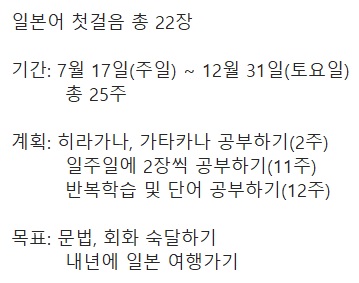 일본어 첫걸음 총 22장
기간: 7월 17일(주일) ~ 12월 31일(토요일)
총 25주
계획: 히라가나, 가타카나 공부하기(2주)
일주일에 2장씩 공부하기(11주)
반복학습 및 단어 공부하기(12주)
목표: 문법, 회화 숙달하기
내년에 일본 여행가기